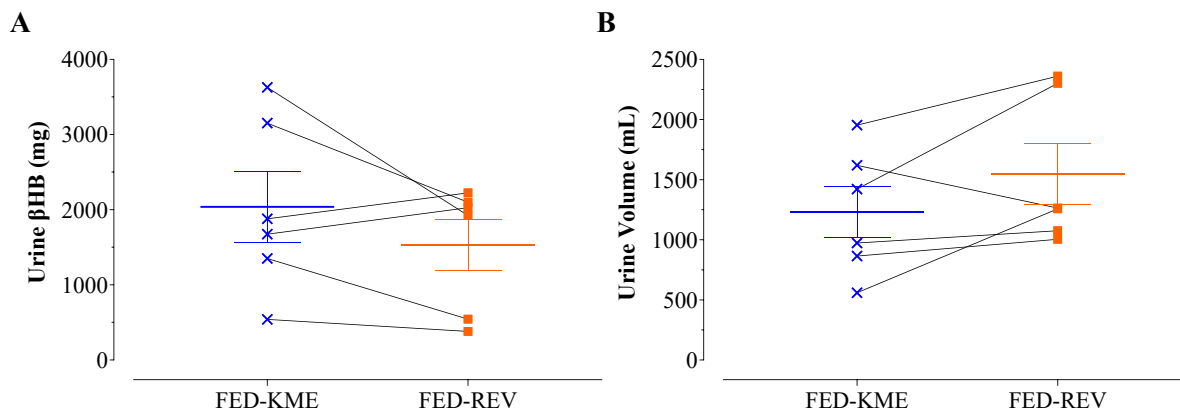 A
Urine βHB (mg)
4000
3000
2000
1000
0
FED-KME FED-REV
B
Urine Volume (mL)
2500
2000
1500
1000
500
0
FED-KME FED-REV